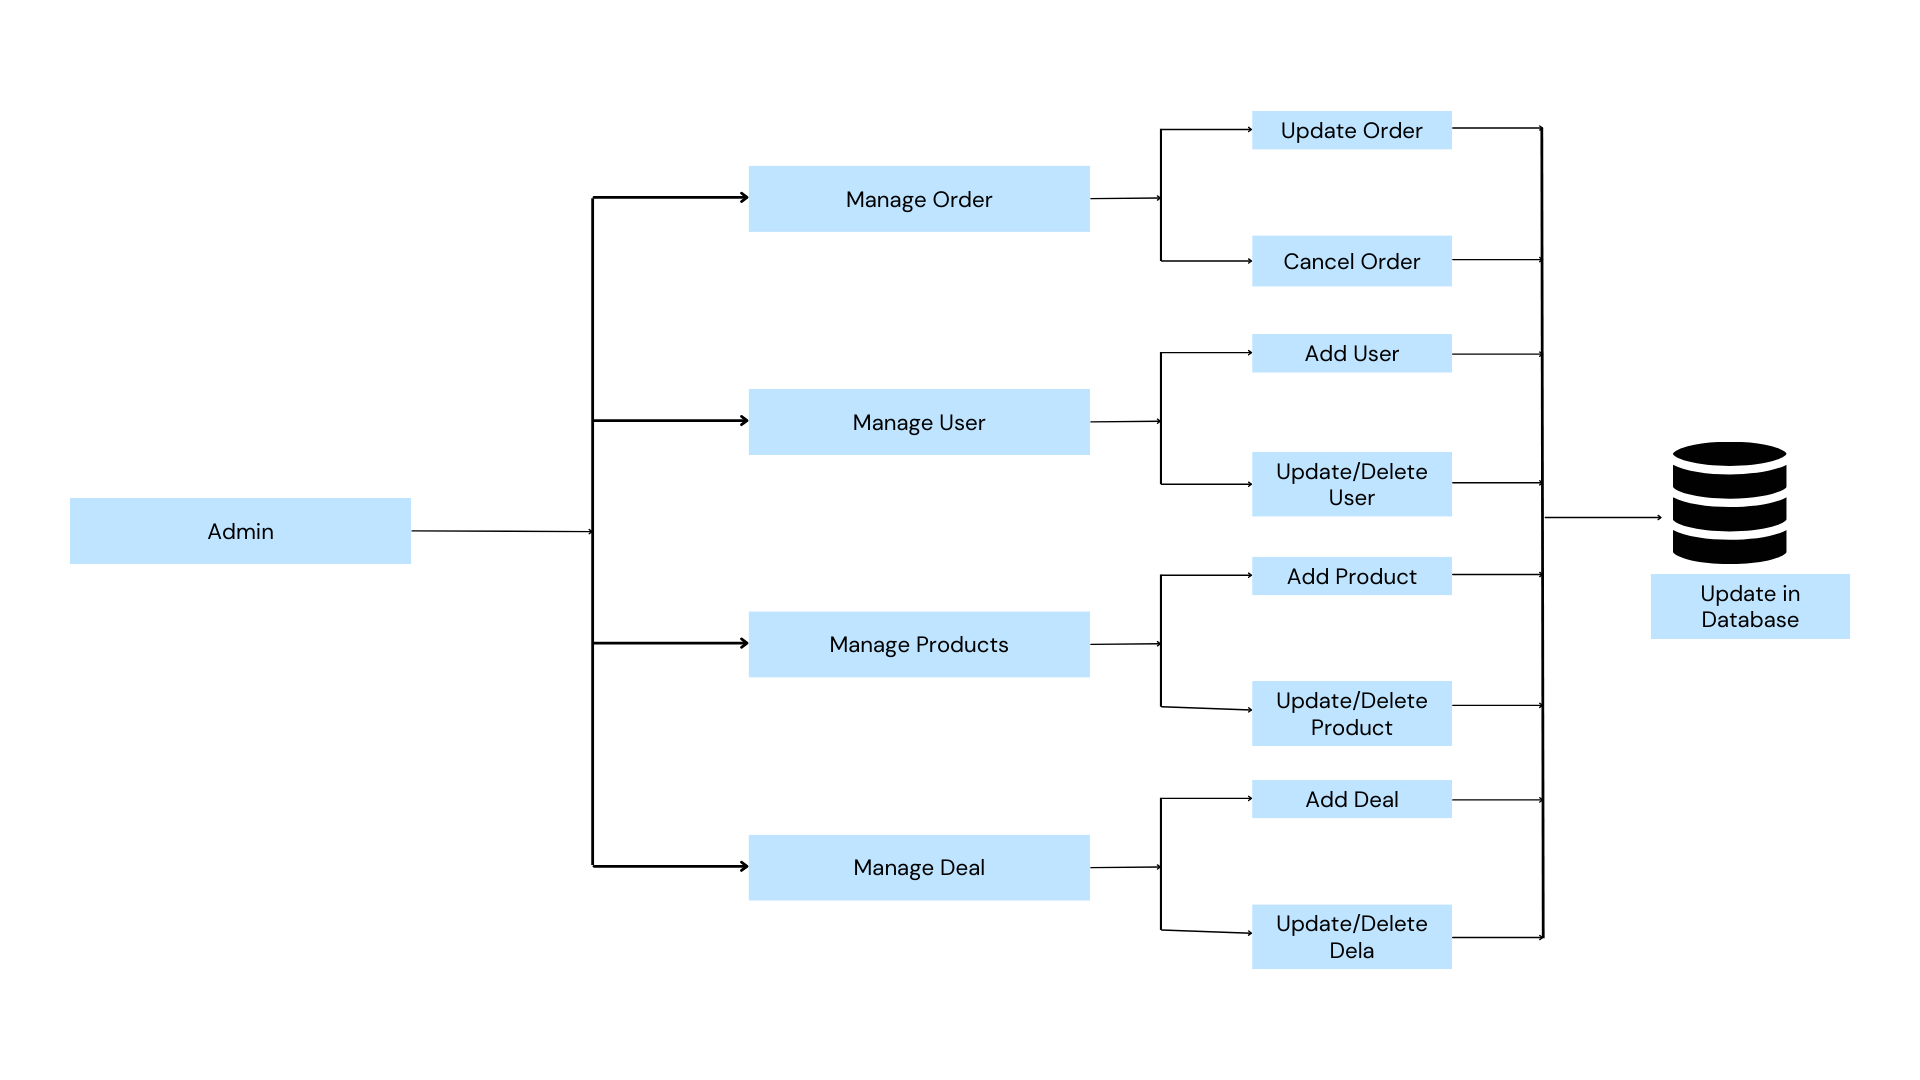 Admin
Manage Order
Manage User
Manage Products
Manage Deal
Update Order
Cancel Order
Add User
Update/Delete
User
Add Product
Update/Delete
Product
Add Deal
Update/Delete
Dela
Update in
Database